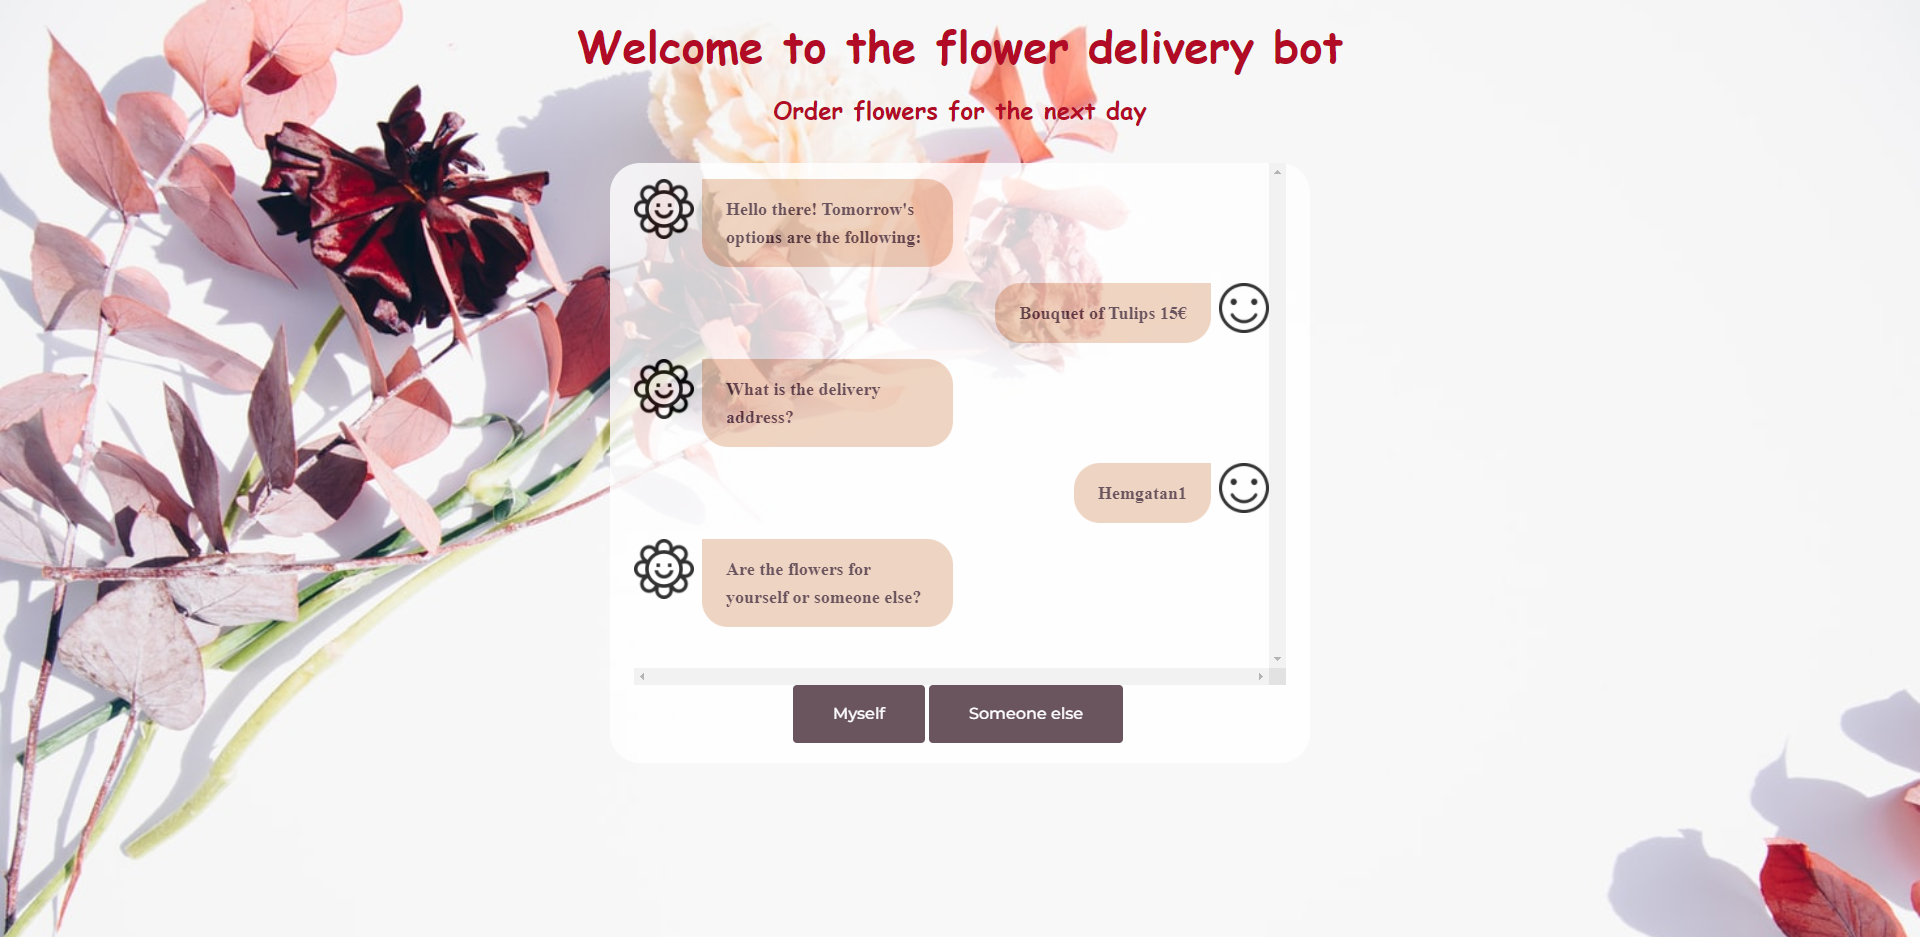 Welcome to the flower delivery bot
Order flowers for the next day
Hello there! Tomorrow's
options are the following:
Bouquet of Tulips 15€
What is the delivery
address?
Hemgatan1
Are the flowers for
yourself or someone else?
Myself
Someone else